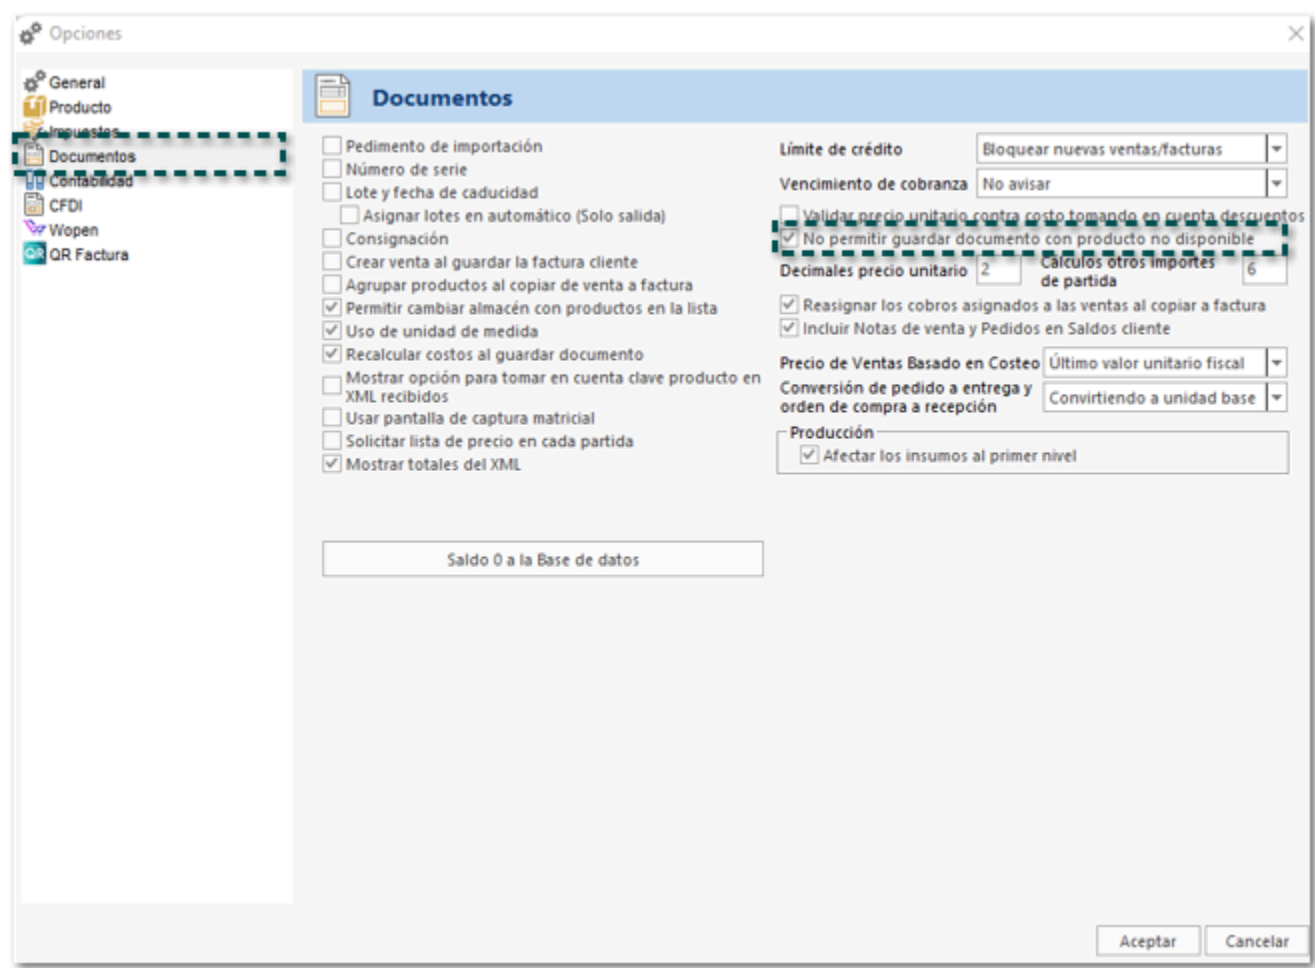 Opciones
General
Producto
Impuestos
Documentos
Contabilidad
CFDI
Wopen
QR Factura
Documentos
Pedimento de importación
Número de serie
Lote y fecha de caducidad
Asignar lotes en automático (Solo salida)
Consignación
Crear venta al guardar la factura cliente
Agrupar productos al copiar de venta a factura
Permitir cambiar almacén con productos en la lista
Uso de unidad de medida
Recalcular costos al guardar documento
Mostrar opción para tomar en cuenta clave producto en
XML recibidos
Usar pantalla de captura matricial
Solicitar lista de precio en cada partida
Mostrar totales del XML
Saldo 0 a la Base de datos
Límite de crédito Bloquear nuevas ventas/facturas
Vencimiento de cobranza No avisar
Validar precio unitario contra costo tomando en cuenta descuentos
No permitir guardar documento con producto no disponible
Decimales precio unitario 2 Calculos otros importes
de partida 6
Reasignar los cobros asignados a las ventas al copiar a factura
Incluir Notas de venta y Pedidos en Saldos cliente
Precio de Ventas Basado en Costeo Último valor unitario fiscal
Conversión de pedido a entrega y
orden de compra a recepción Convirtiendo a unidad base
Producción
Afectar los insumos al primer nivel
Aceptar Cancelar